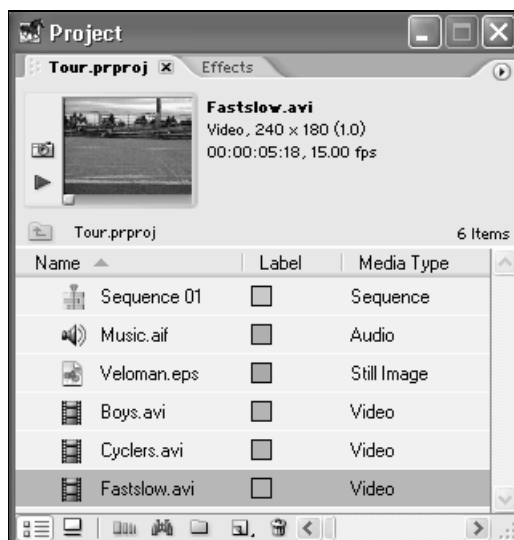 Project
Tour.prproj Effects
Fastslow.avi
Video, 240 x 180 (1.0)
00:00:05:18, 15.00 fps
Tour.prproj 6 Items
Name Label Media Type
Sequence 01 Sequence
Music.aif Audio
Veloman.eps Still Image
Boys.avi Video
Cyclers.avi Video
Fastslow.avi Video